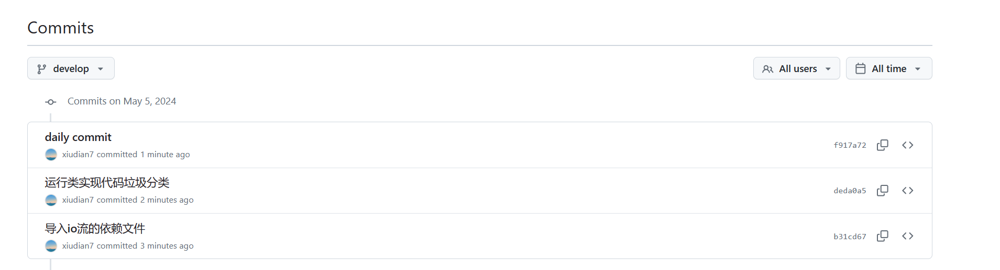 Commits
develop
All users
All time
Commits on May 5, 2024
daily commit
xiudian7 committed 1 minute ago
f917a72
运行类实现代码垃圾分类
xiudian7 committed 2 minutes ago
deda0a5
导入io流的依赖文件
xiudian7 committed 3 minutes ago
b31cd67